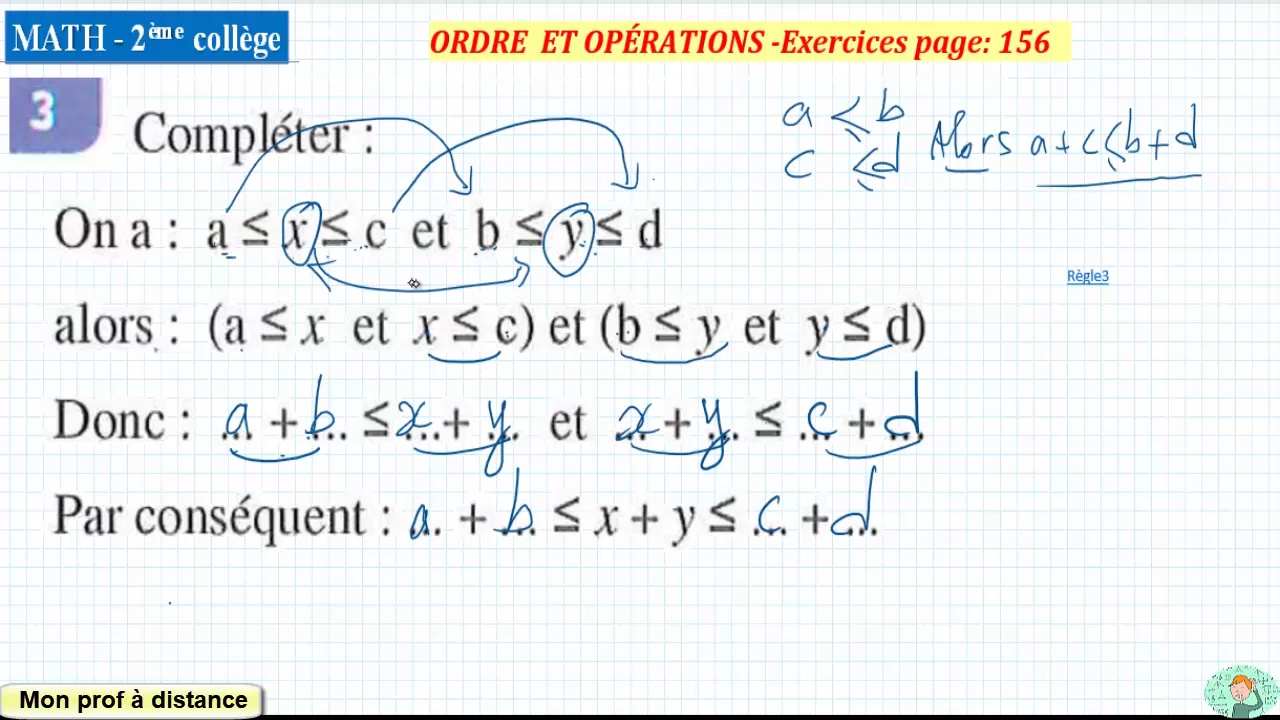 MATH - 2ème collège
ORDRE ET OPÉRATIONS -Exercices page: 156
3
Compléter :
a ≤ b
c ≤ d Alors a + c ≤ b + d
On a : a ≤ x ≤ c et b ≤ y ≤ d
Règle3
alors : (a ≤ x et x ≤ c) et (b ≤ y et y ≤ d)
Donc : a + b ≤ x + y et x + y ≤ c + d
Par conséquent : a + b ≤ x + y ≤ c + d
Mon prof à distance